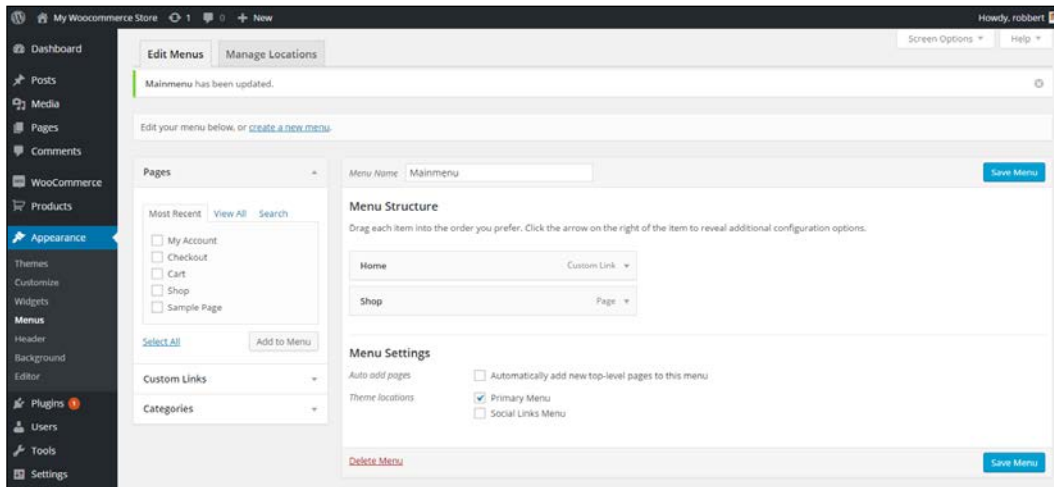 My Woocommerce Store 1 0 + New Howdy, robbert
Dashboard
Posts
Media
Pages
Comments
WooCommerce
Products
Appearance
Themes
Customize
Widgets
Menus
Header
Background
Editor
Plugins 1
Users
Tools
Settings
Screen Options Help
Edit Menus Manage Locations
Mainmenu has been updated.
Edit your menu below, or create a new menu.
Pages
Most Recent View All Search
My Account
Checkout
Cart
Shop
Sample Page
Select All Add to Menu
Custom Links
Categories
Menu Name Mainmenu Save Menu
Menu Structure
Drag each item into the order you prefer. Click the arrow on the right of the item to reveal additional configuration options.
Home Custom Link
Shop Page
Menu Settings
Auto add pages Automatically add new top-level pages to this menu
Theme locations Primary Menu
Social Links Menu
Delete Menu Save Menu